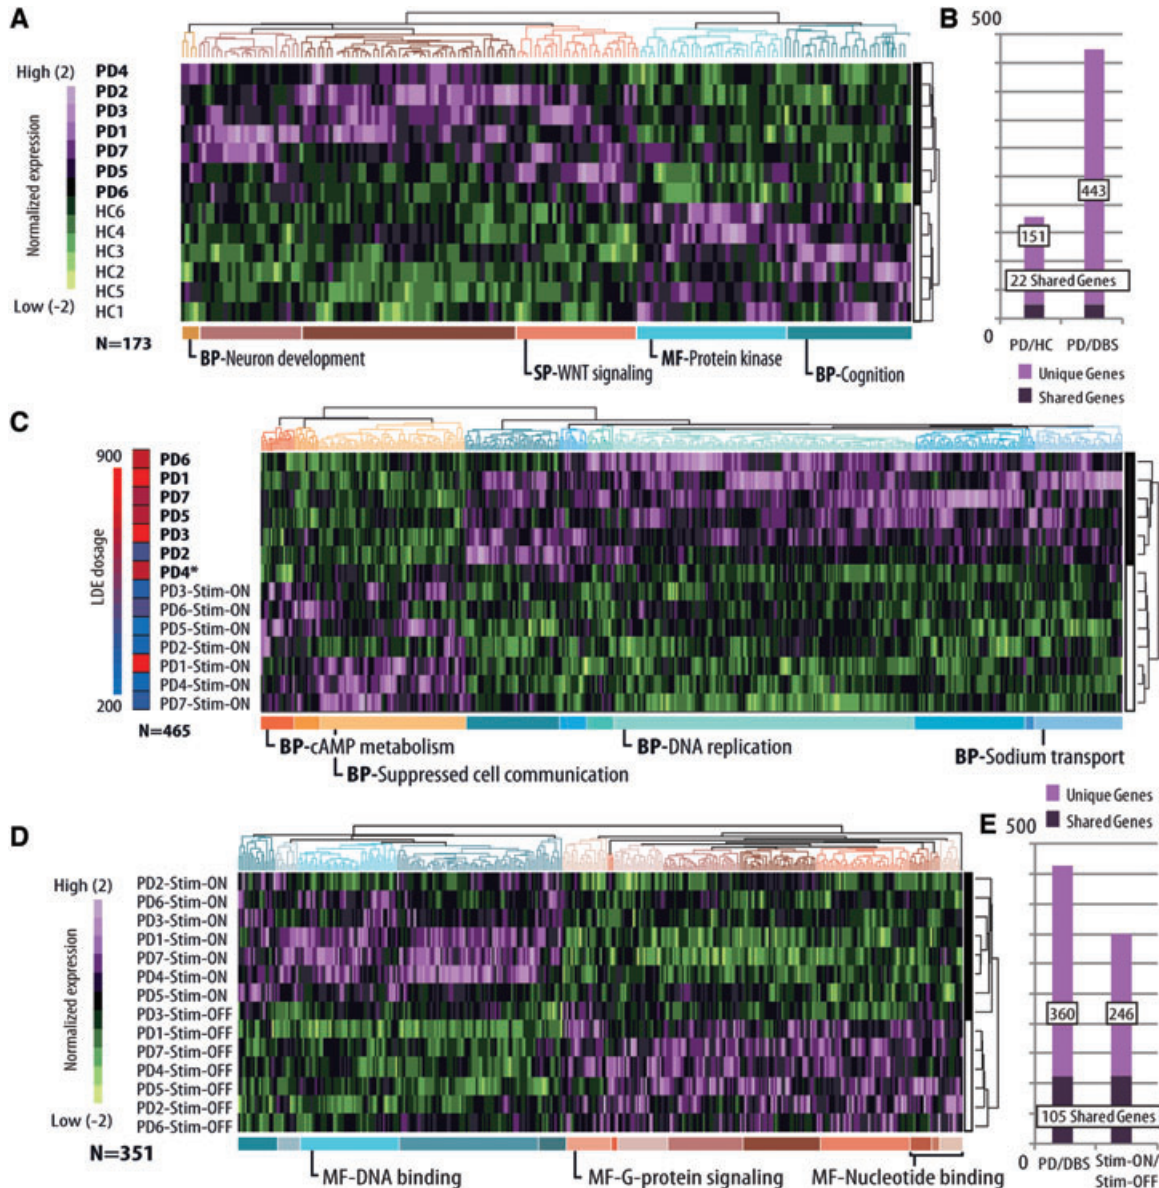 A
High (2)
Normalized expression
Low (-2)
PD4
PD2
PD3
PD1
PD7
PD5
PD6
HC6
HC4
HC3
HC2
HC5
HC1
N=173
BP-Neuron development
SP-WNT signaling
MF-Protein kinase
BP-Cognition
B
500
443
151
22 Shared Genes
0
PD/HC PD/DBS
Unique Genes
Shared Genes
C
900
LDE dosage
200
PD6
PD1
PD7
PD5
PD3
PD2
PD4*
PD3-Stim-ON
PD6-Stim-ON
PD5-Stim-ON
PD2-Stim-ON
PD1-Stim-ON
PD4-Stim-ON
PD7-Stim-ON
N=465
BP-cAMP metabolism
BP-Suppressed cell communication
BP-DNA replication
BP-Sodium transport
D
High (2)
Normalized expression
Low (-2)
PD2-Stim-ON
PD6-Stim-ON
PD3-Stim-ON
PD1-Stim-ON
PD7-Stim-ON
PD4-Stim-ON
PD5-Stim-ON
PD3-Stim-OFF
PD1-Stim-OFF
PD7-Stim-OFF
PD4-Stim-OFF
PD5-Stim-OFF
PD2-Stim-OFF
PD6-Stim-OFF
N=351
MF-DNA binding
MF-G-protein signaling
MF-Nucleotide binding
Unique Genes
Shared Genes
E
500
360
246
105 Shared Genes
0
PD/DBS
Stim-ON/
Stim-OFF